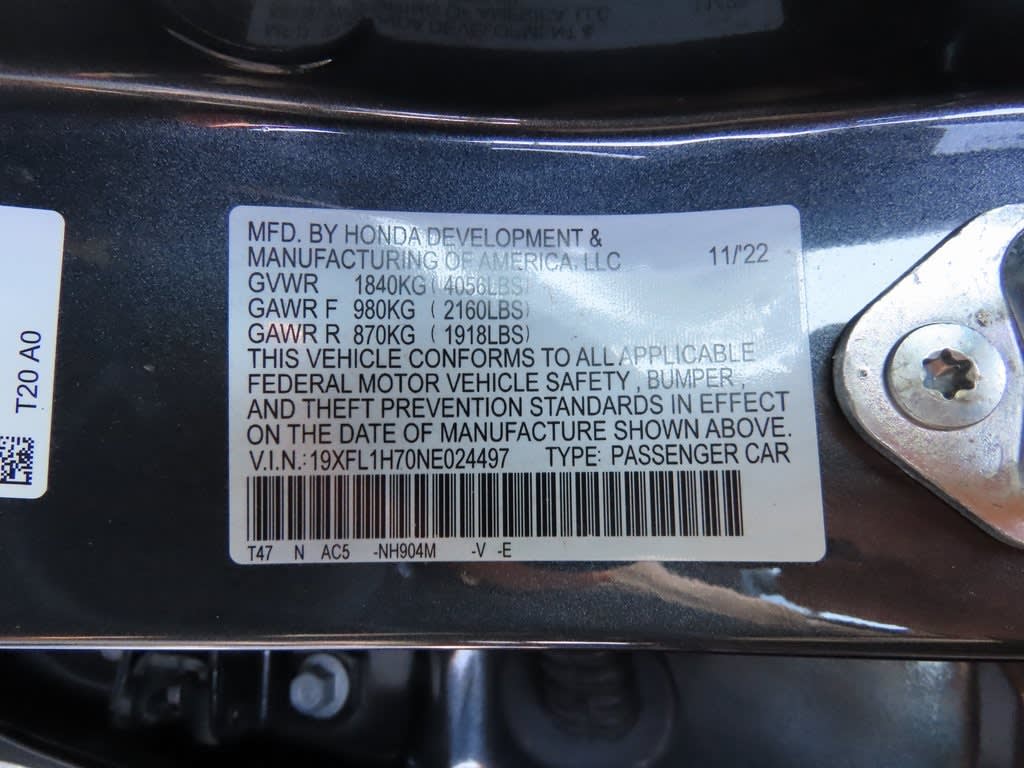 MFD. BY HONDA DEVELOPMENT &
MANUFACTURING OF AMERICA, LLC 11/'22
GVWR 1840KG ( 4056LBS)
GAWR F 980KG ( 2160LBS)
GAWR R 870KG ( 1918LBS)
THIS VEHICLE CONFORMS TO ALL APPLICABLE
FEDERAL MOTOR VEHICLE SAFETY , BUMPER ,
AND THEFT PREVENTION STANDARDS IN EFFECT
ON THE DATE OF MANUFACTURE SHOWN ABOVE.
V.I.N.:19XFL1H70NE024497 TYPE: PASSENGER CAR
T47 N AC5 -NH904M -V -E
T20 A0